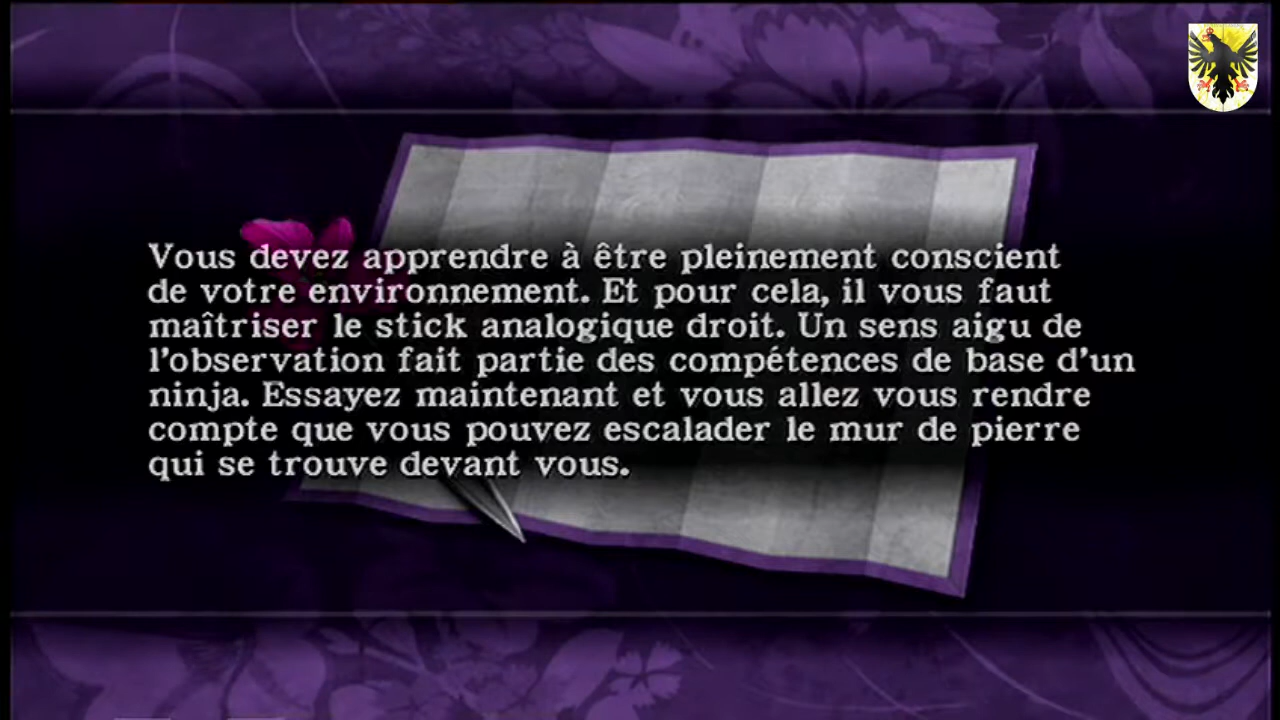 Vous devez apprendre à être pleinement conscient
de votre environnement. Et pour cela, il vous faut
maîtriser le stick analogique droit. Un sens aigu de
l'observation fait partie des compétences de base d'un
ninja. Essayez maintenant et vous allez vous rendre
compte que vous pouvez escalader le mur de pierre
qui se trouve devant vous.